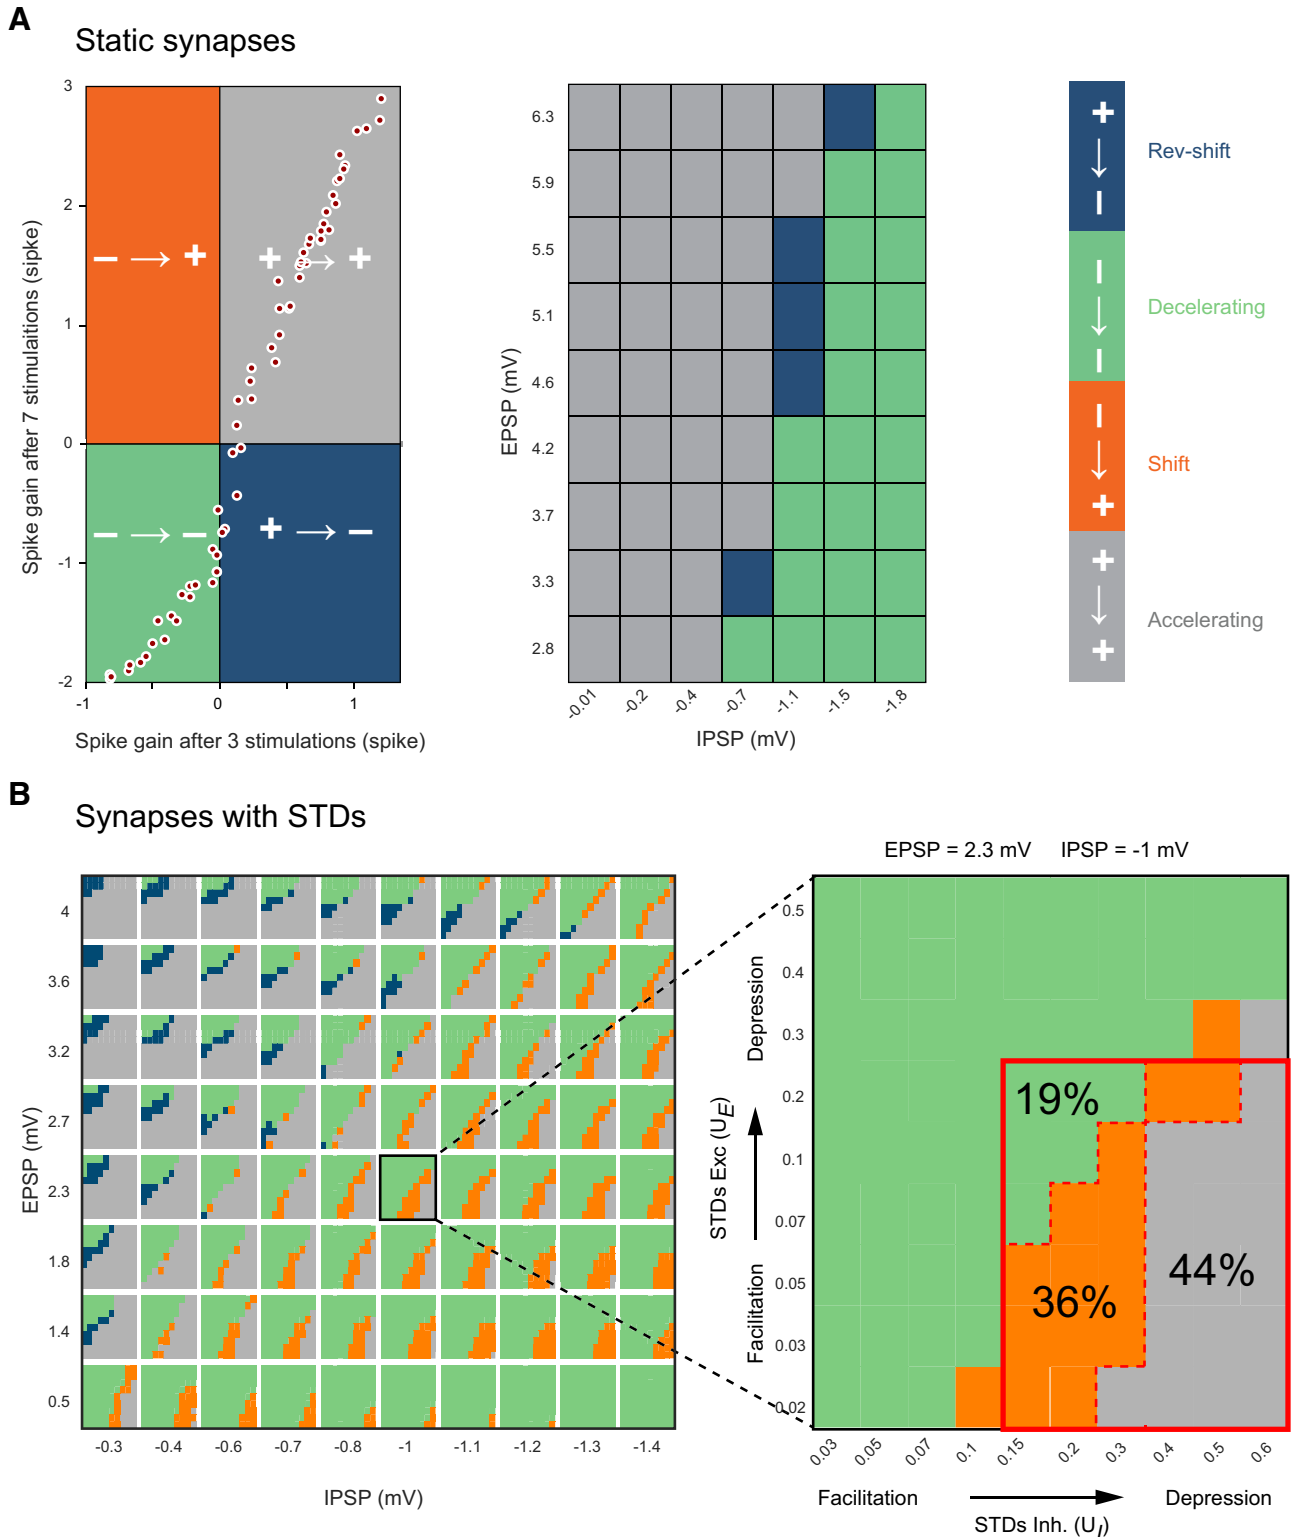 A
Static synapses
3
2
1
0
-1
-2
-1
0
1
Spike gain after 7 stimulaitions (sipke)
Spike gain after 3 stimulations (spike)
− → +
+ → +
− → −
+ → −
EPSP (mV)
6.3
5.9
5.5
5.1
4.6
4.2
3.7
3.3
2.8
-0.01
-0.2
-0.4
-0.7
-1.1
-1.5
-1.8
IPSP (mV)
Rev-shift
Decelerating
Shift
Accelerating
B
Synapses with STDs
EPSP (mV)
4
3.6
3.2
2.7
2.3
1.8
1.4
0.5
-0.3
-0.4
-0.6
-0.7
-0.8
-1
-1.1
-1.2
-1.3
-1.4
IPSP (mV)
EPSP = 2.3 mV IPSP = -1 mV
0.5
0.4
0.3
0.2
0.1
0.07
0.05
0.03
0.02
Depression
STDs Exc (UE)
Facilitation
19%
36%
44%
0.03
0.05
0.07
0.1
0.15
0.2
0.3
0.4
0.5
0.6
Facilitation
Depression
STDs Inh. (UI)